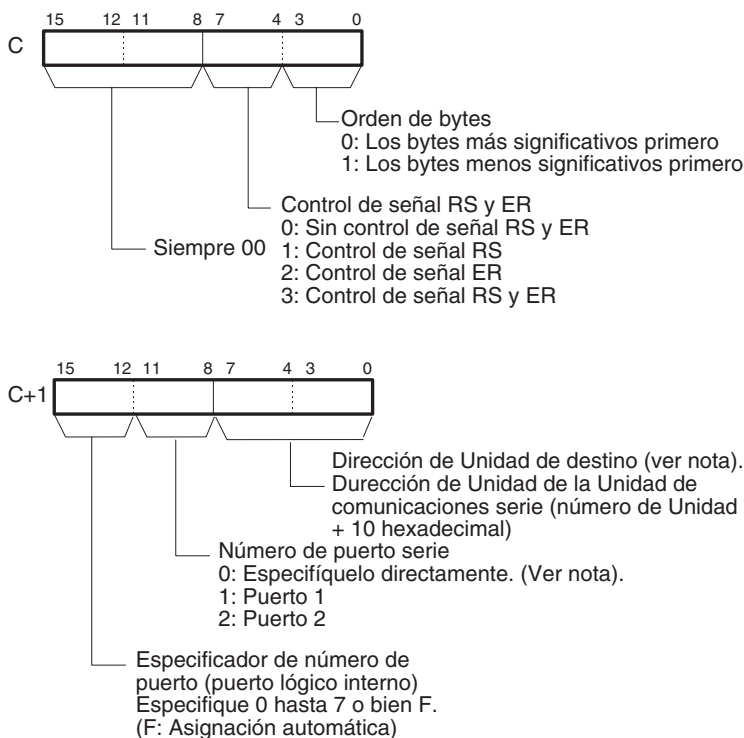 15 12 11 8 7 4 3 0
C
Orden de bytes
0: Los bytes más significativos primero
1: Los bytes menos significativos primero
Control de señal RS y ER
0: Sin control de señal RS y ER
Siempre 00
1: Control de señal RS
2: Control de señal ER
3: Control de señal RS y ER
15 12 11 8 7 4 3 0
C+1
Dirección de Unidad de destino (ver nota).
Durección de Unidad de la Unidad de
comunicaciones serie (número de Unidad
+ 10 hexadecimal)
Número de puerto serie
0: Especifíquelo directamente. (Ver nota).
1: Puerto 1
2: Puerto 2
Especificador de número de
puerto (puerto lógico interno)
Especifique 0 hasta 7 o bien F.
(F: Asignación automática)